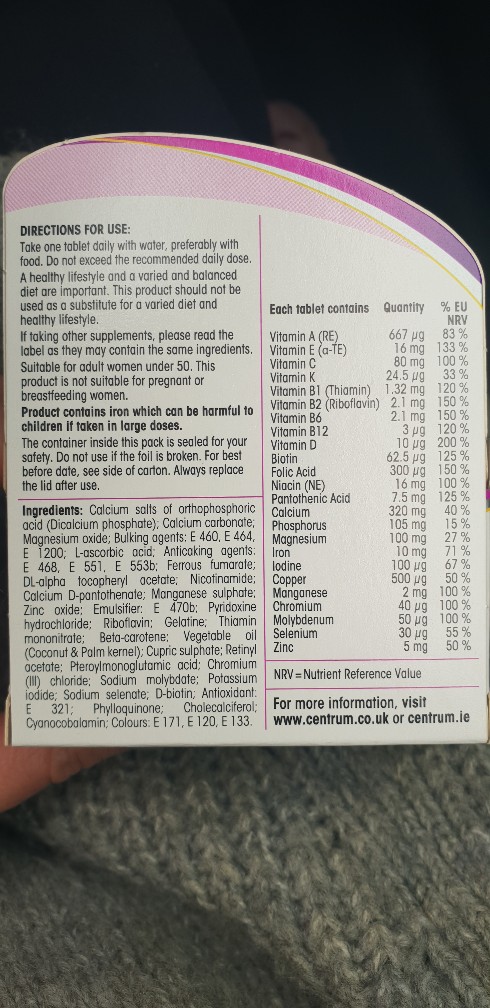 DIRECTIONS FOR USE:
Take one tablet daily with water, preferably with
food. Do not exceed the recommended daily dose.
A healthy lifestyle and a varied and balanced
diet are important. This product should not be
used as a substitute for a varied diet and
healthy lifestyle.
If taking other supplements, please read the
label as they may contain the same ingredients.
Suitable for adult women under 50. This
product is not suitable for pregnant or
breastfeeding women.
Product contains iron which can be harmful to
children if taken in large doses.
The container inside this pack is sealed for your
safety. Do not use if the foil is broken. For best
before date, see side of carton. Always replace
the lid after use.
Ingredients: Calcium salts of orthophosphoric
acid (Dicalcium phosphate); Calcium carbonate;
Magnesium oxide; Bulking agents: E 460, E 464,
E 1200; L-ascorbic acid; Anticaking agents:
E 468, E 551, E 553b; Ferrous fumarate;
DL-alpha tocopheryl acetate; Nicotinamide;
Calcium D-pantothenate; Manganese sulphate;
Zinc oxide; Emulsifier: E 470b; Pyridoxine
hydrochloride; Riboflavin; Gelatine; Thiamin
mononitrate; Beta-carotene; Vegetable oil
(Coconut & Palm kernel); Cupric sulphate; Retinyl
acetate; Pteroylmonoglutamic acid; Chromium
(III) chloride; Sodium molybdate; Potassium
iodide; Sodium selenate; D-biotin; Antioxidant:
E 321; Phylloquinone; Cholecalciferol;
Cyanocobalamin; Colours: E 171, E 120, E 133.
Each tablet contains Quantity % EU
NRV
Vitamin A (RE) 667 µg 83 %
Vitamin E (α-TE) 16 mg 133 %
Vitamin C 80 mg 100 %
Vitamin K 24.5 µg 33 %
Vitamin B1 (Thiamin) 1.32 mg 120 %
Vitamin B2 (Riboflavin) 2.1 mg 150 %
Vitamin B6 2.1 mg 150 %
Vitamin B12 3 µg 120 %
Vitamin D 10 µg 200 %
Biotin 62.5 µg 125 %
Folic Acid 300 µg 150 %
Niacin (NE) 16 mg 100 %
Pantothenic Acid 7.5 mg 125 %
Calcium 320 mg 40 %
Phosphorus 105 mg 15 %
Magnesium 100 mg 27 %
Iron 10 mg 71 %
Iodine 100 µg 67 %
Copper 500 µg 50 %
Manganese 2 mg 100 %
Chromium 40 µg 100 %
Molybdenum 50 µg 100 %
Selenium 30 µg 55 %
Zinc 5 mg 50 %
NRV=Nutrient Reference Value
For more information, visit
www.centrum.co.uk or centrum.ie